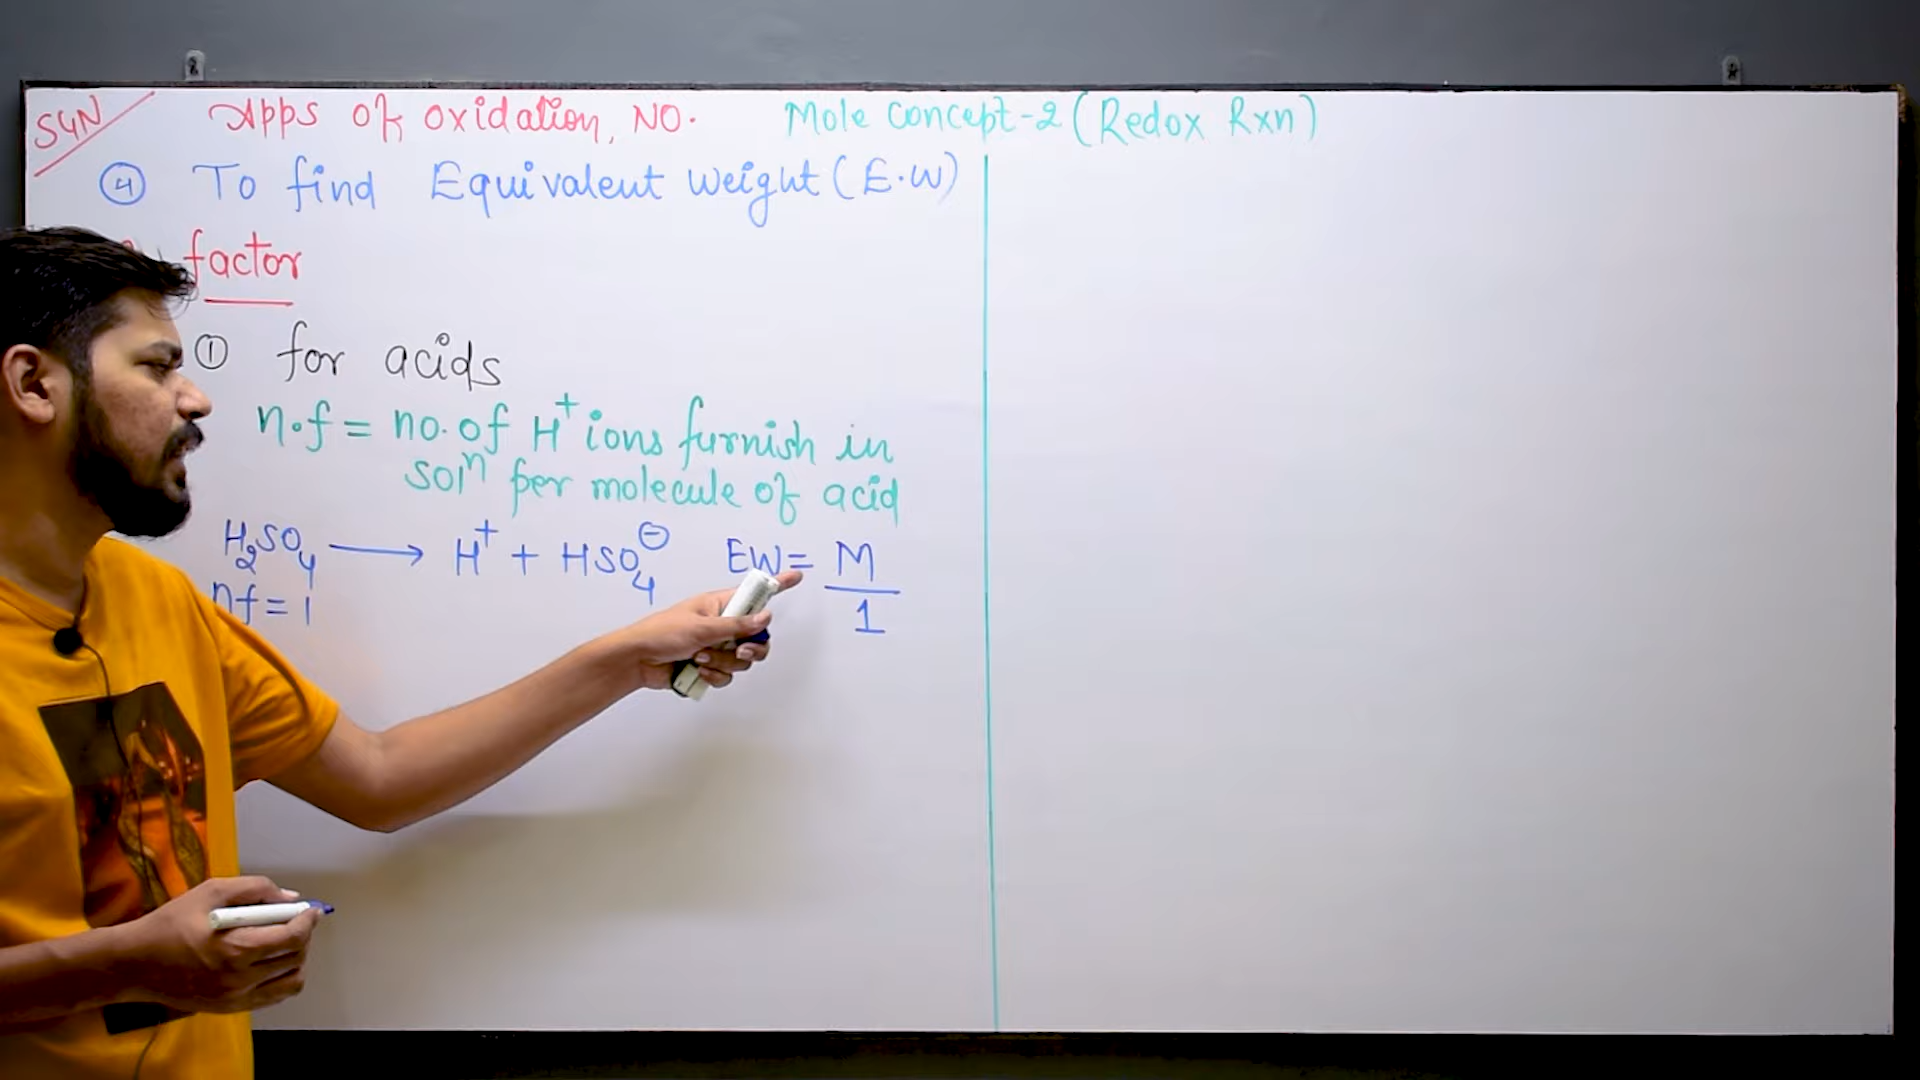 SGN
Apps of oxidation, NO.
Mole Concept-2 (Redox Rxn)
④ To find Equivalent weight (E.W)
factor
① for acids
n.f = no. of H⁺ ions furnish in
solⁿ per molecule of acid
H₂SO₄ ⟶ H⁺ + HSO₄⊖ EW = M/1
nf = 1